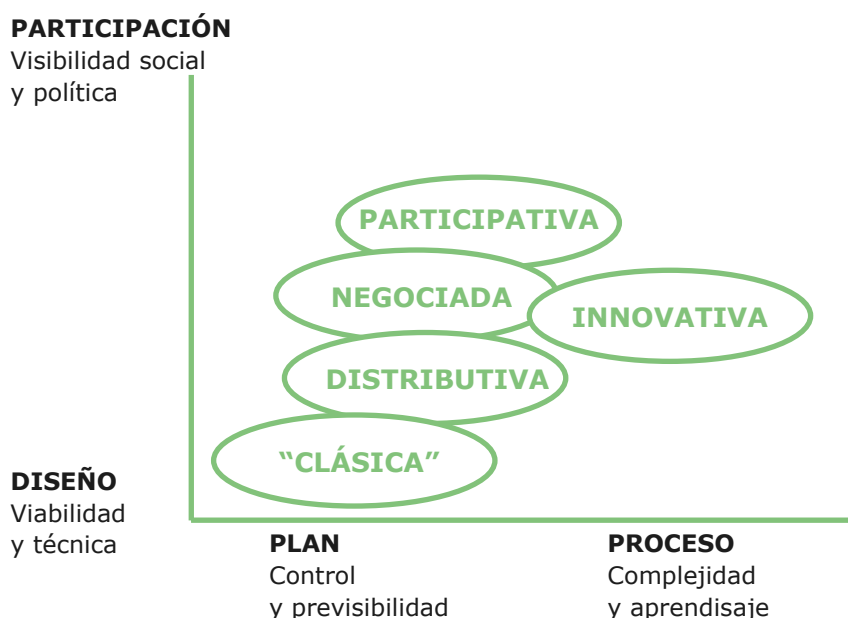 PARTICIPACIÓN
Visibilidad social
y política
PARTICIPATIVA
NEGOCIADA
INNOVATIVA
DISTRIBUTIVA
“CLÁSICA”
DISEÑO
Viabilidad
y técnica
PLAN
Control
y previsibilidad
PROCESO
Complejidad
y aprendisaje